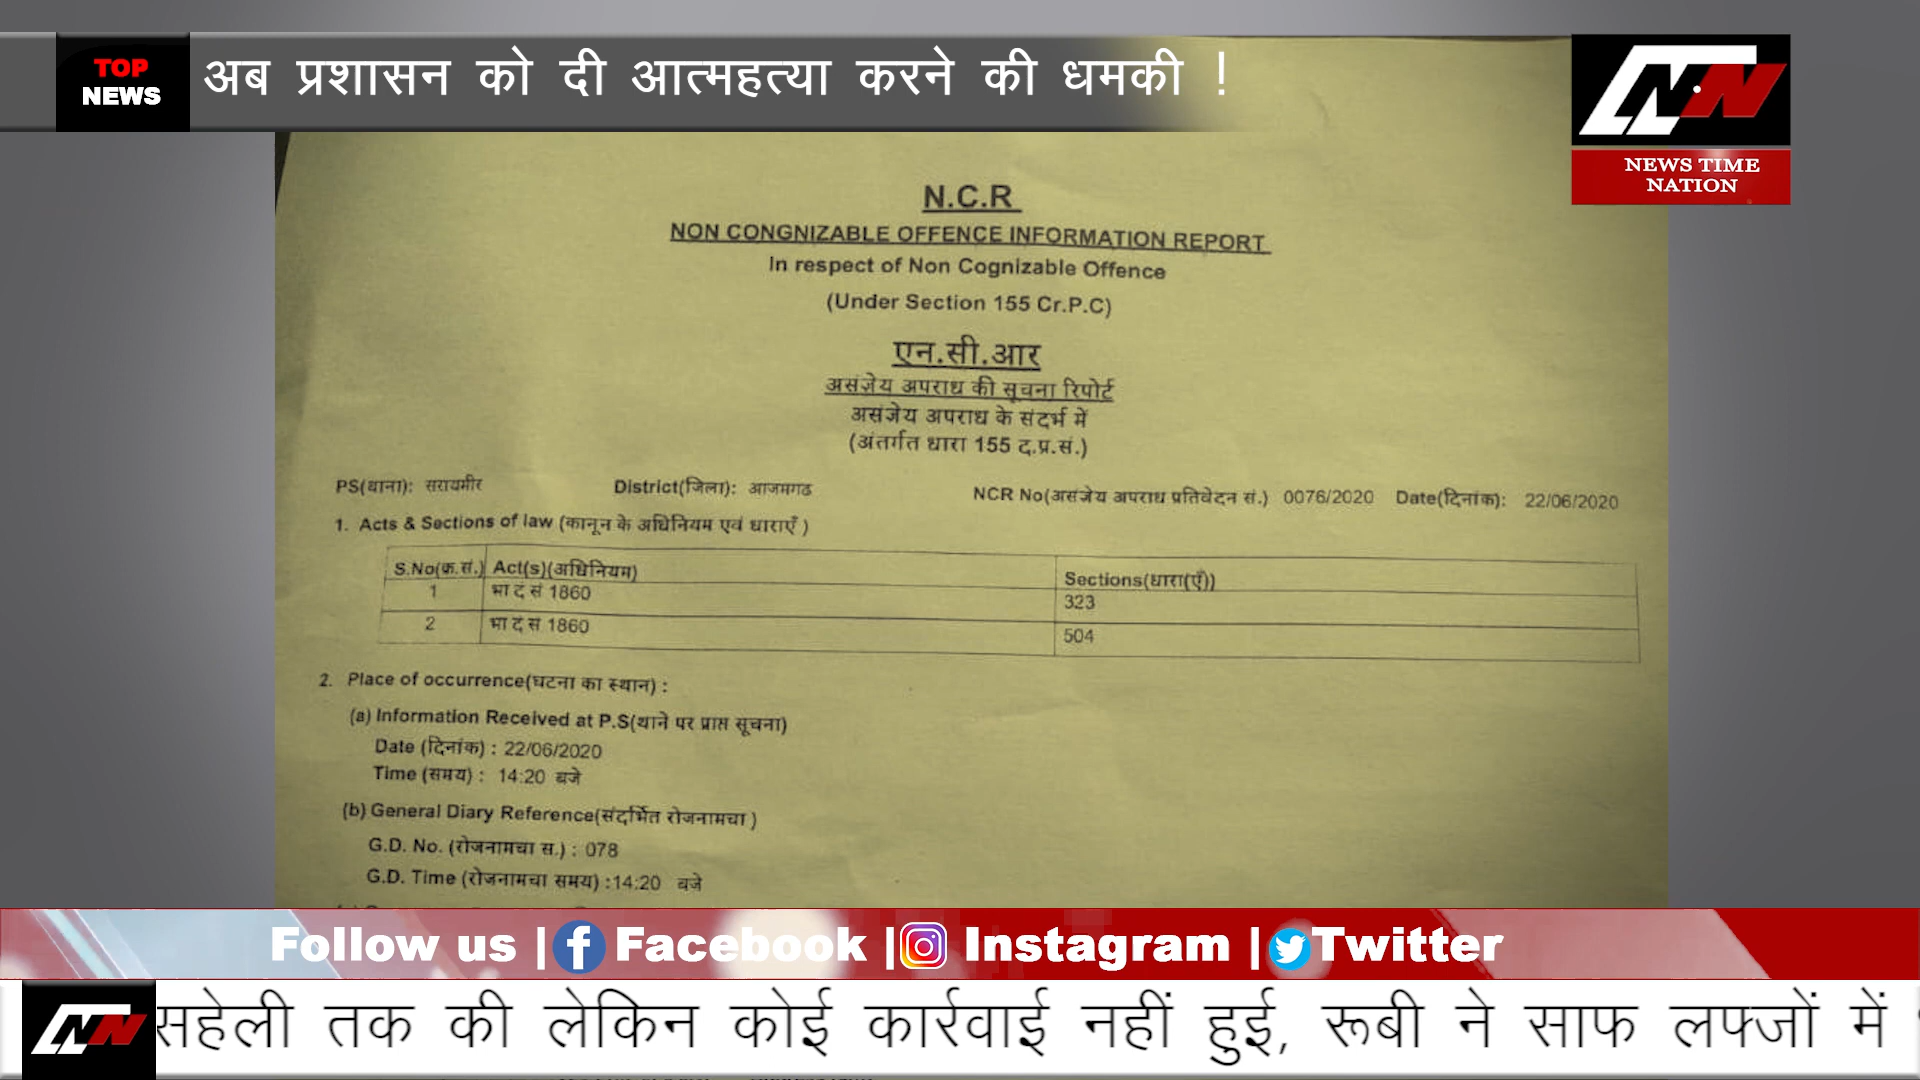 TOP
NEWS
अब प्रशासन को दी आत्महत्या करने की धमकी !
NN
NEWS TIME
NATION
N.C.R
NON CONGNIZABLE OFFENCE INFORMATION REPORT
In respect of Non Cognizable Offence
(Under Section 155 Cr.P.C)
एन.सी.आर
असंज्ञेय अपराध की सूचना रिपोर्ट
असंज्ञेय अपराध के संदर्भ में
(अंतर्गत धारा 155 द.प्र.सं.)
PS(थाना): सरायमीर District(जिला): आजमगढ NCR No(असंज्ञेय अपराध प्रतिवेदन सं.) 0076/2020 Date(दिनांक): 22/06/2020
1. Acts & Sections of law (कानून के अधिनियम एवं धाराएँ )
S.No(क्र.सं.) Act(s)(अधिनियम) Sections(धारा(एँ))
1 भा दं सं 1860 323
2 भा दं सं 1860 504
2. Place of occurrence(घटना का स्थान) :
(a) Information Received at P.S(थाने पर प्राप्त सूचना)
Date (दिनांक) : 22/06/2020
Time (समय) : 14:20 बजे
(b) General Diary Reference(संदर्भित रोजनामचा )
G.D. No. (रोजनामचा स.) : 078
G.D. Time (रोजनामचा समय) :14:20 बजे
Follow us | Facebook | Instagram | Twitter
NN
सहेली तक की लेकिन कोई कार्रवाई नहीं हुई, रूबी ने साफ लफ्जों में